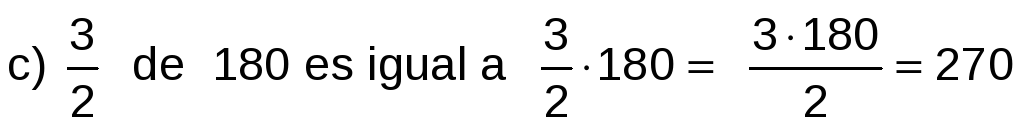 c) 3/2 de 180 es igual a 3/2 · 180 = 3 · 180/2 = 270